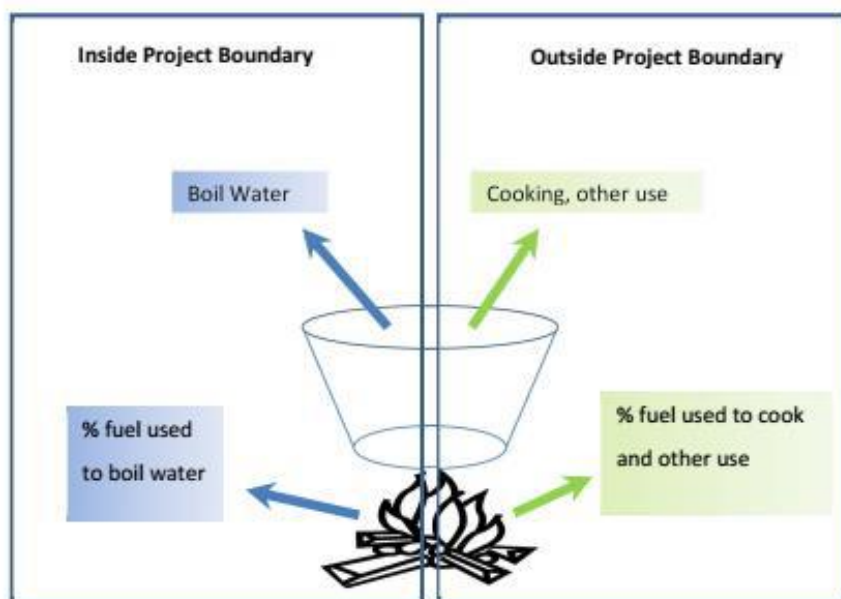 Inside Project Boundary
Outside Project Boundary
Boil Water
Cooking, other use
% fuel used
to boil water
% fuel used to cook
and other use